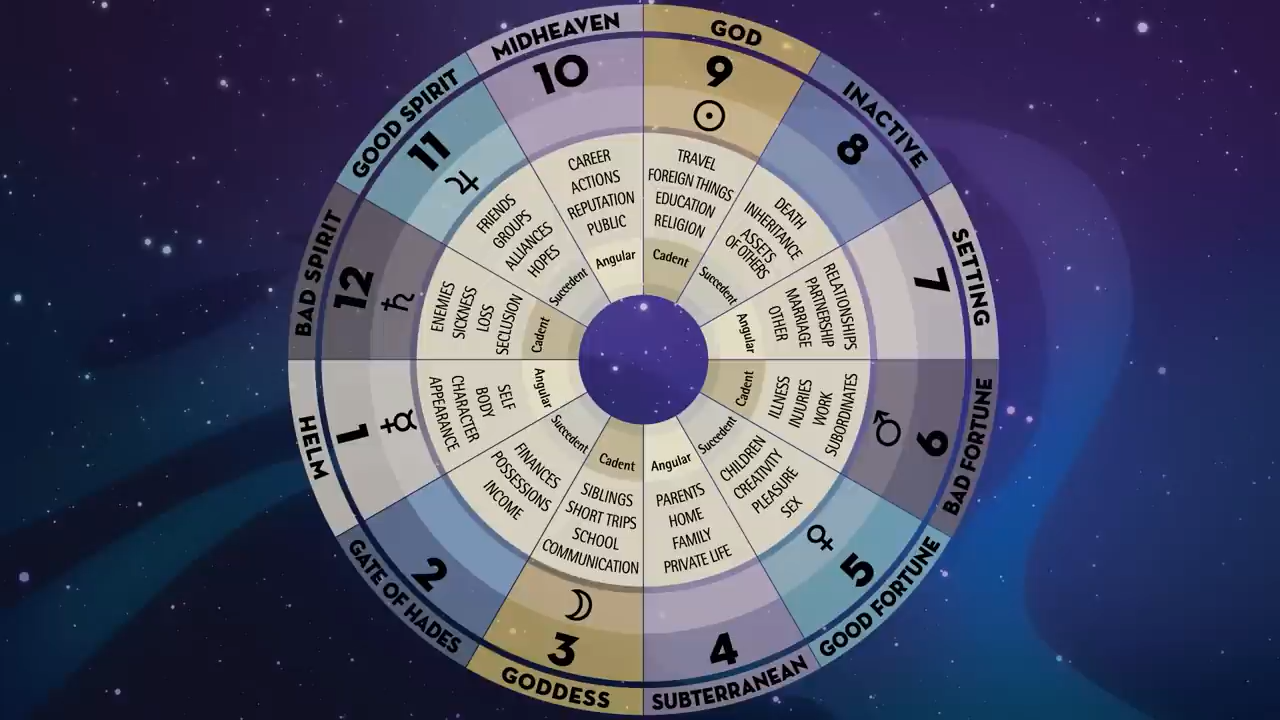 MIDHEAVEN
10
CAREER
ACTIONS
REPUTATION
PUBLIC
Angular
GOD
9
TRAVEL
FOREIGN THINGS
EDUCATION
RELIGION
Cadent
INACTIVE
8
DEATH
INHERITANCE
ASSETS
OF OTHERS
Succedent
SETTING
7
RELATIONSHIPS
PARTNERSHIP
MARRIAGE
OTHER
Angular
BAD FORTUNE
6
ILLNESS
INJURIES
WORK
SUBORDINATES
Cadent
GOOD FORTUNE
5
CHILDREN
CREATIVITY
PLEASURE
SEX
Succedent
SUBTERRANEAN
4
PARENTS
HOME
FAMILY
PRIVATE LIFE
Angular
GODDESS
3
SIBLINGS
SHORT TRIPS
SCHOOL
COMMUNICATION
Cadent
GATE OF HADES
2
FINANCES
POSSESSIONS
INCOME
Succedent
HELM
1
SELF
BODY
CHARACTER
APPEARANCE
Angular
BAD SPIRIT
12
ENEMIES
SICKNESS
LOSS
SECLUSION
Cadent
GOOD SPIRIT
11
FRIENDS
GROUPS
ALLIANCES
HOPES
Succedent